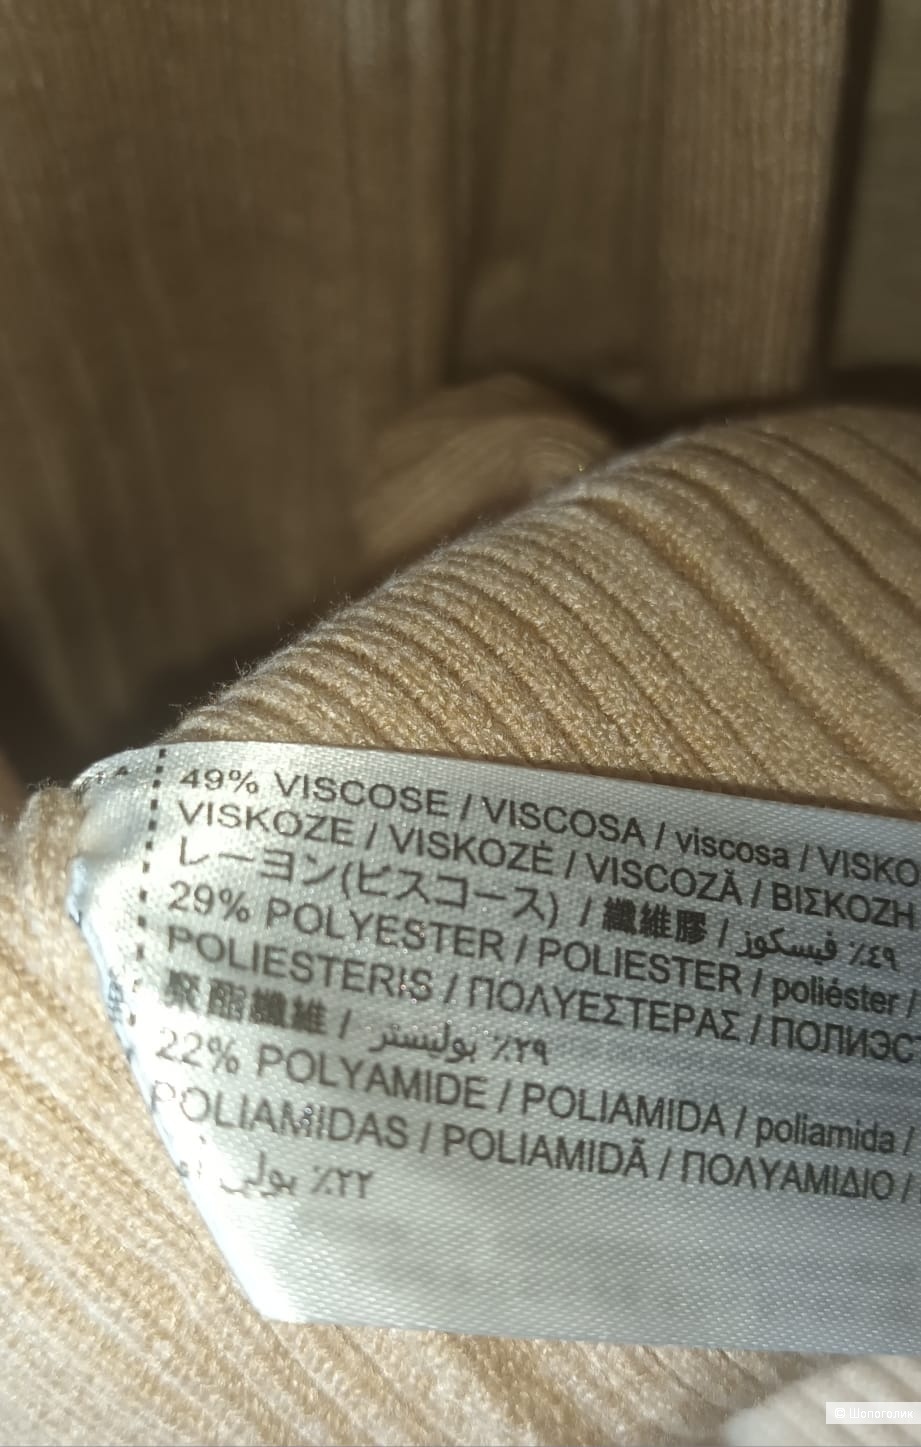 49% VISCOSE / VISCOSA / viscosa / VISKO
VISKOZE / VISKOZĖ / VISCOZĂ / ΒΙΣΚΟΖΗ
レーヨン(ビスコース) / 纖維膠 / فيسكوز ٪٤٩
29% POLYESTER / POLIESTER / poliéster /
POLIESTERIS / ΠΟΛΥΕΣΤΕΡΑΣ / ПОЛИЭС
聚酯纖維 / بوليستر ٪٢٩
22% POLYAMIDE / POLIAMIDA / poliamida /
POLIAMIDAS / POLIAMIDĂ / ΠΟΛΥΑΜΙΔΙΟ /
بولي ٪٢٢
© Шопоголии